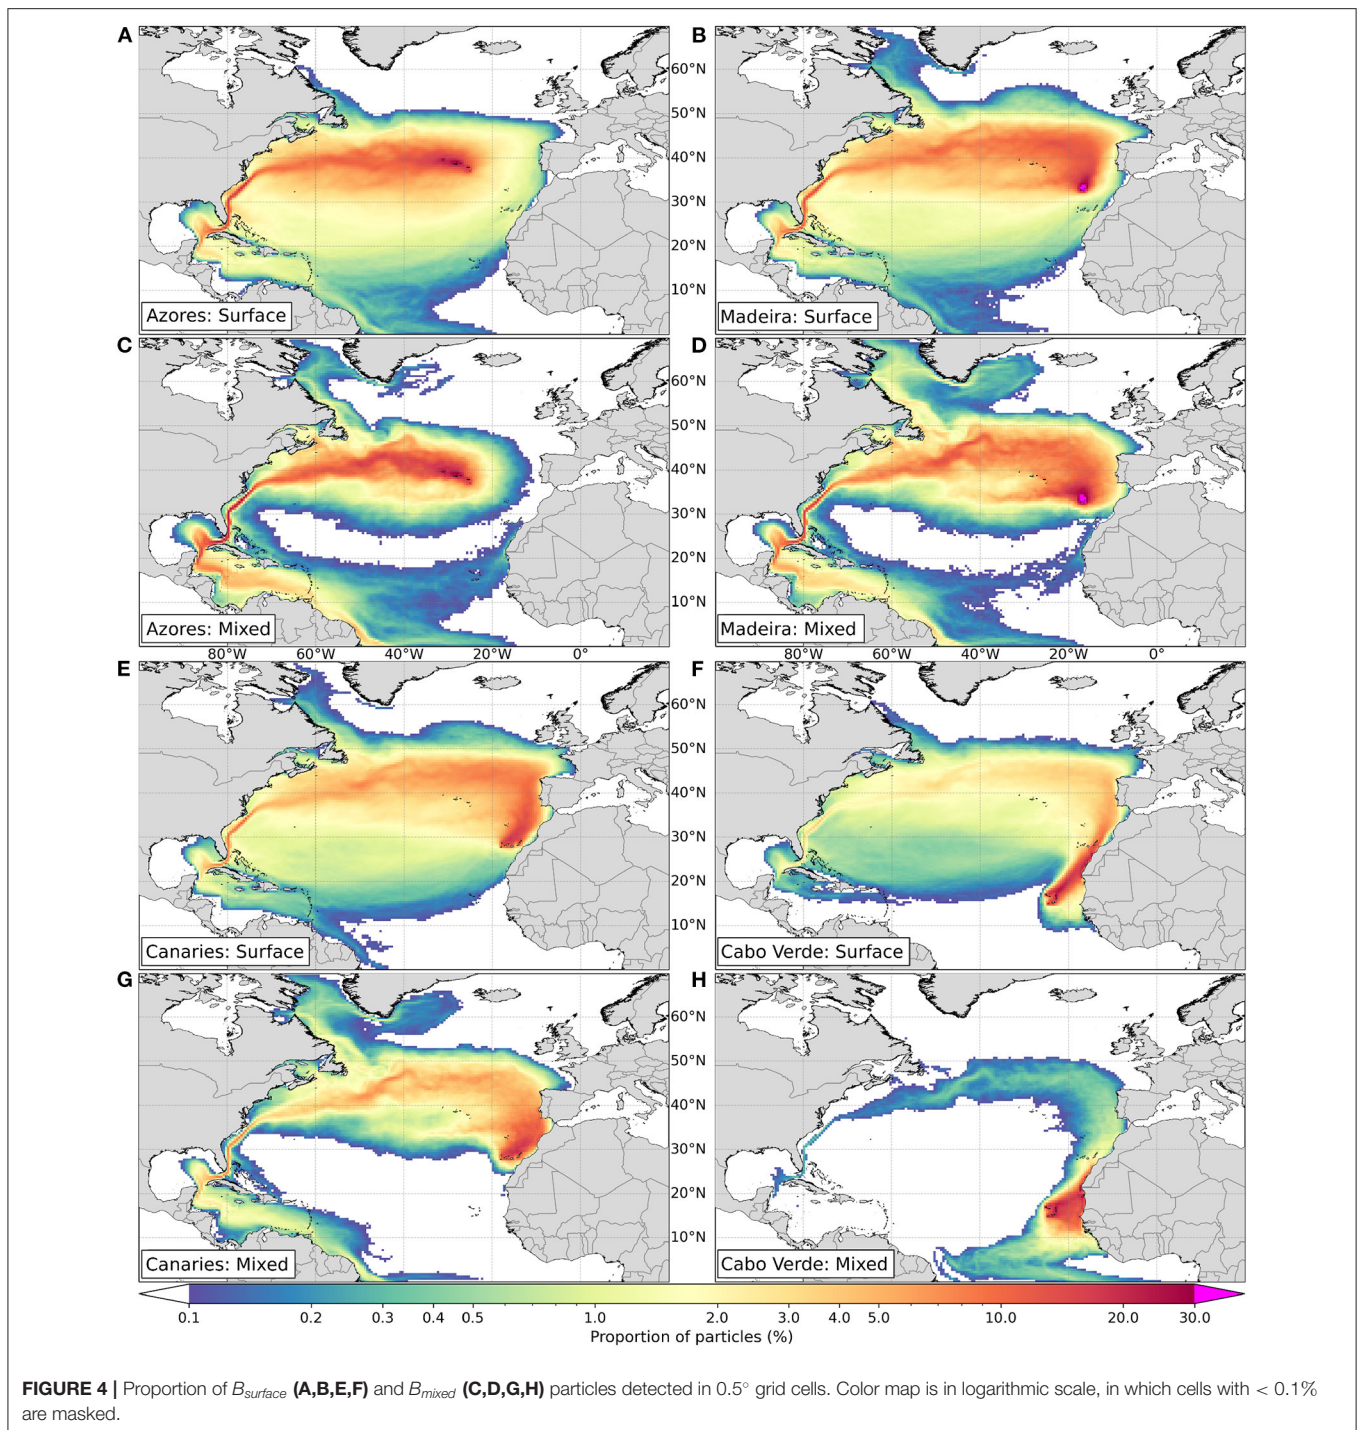 A
B
60°N
50°N
40°N
30°N
20°N
10°N
Azores: Surface
Madeira: Surface
C
D
60°N
50°N
40°N
30°N
20°N
10°N
Azores: Mixed
Madeira: Mixed
80°W 60°W 40°W 20°W 0° 80°W 60°W 40°W 20°W 0°
E
F
60°N
50°N
40°N
30°N
20°N
10°N
Canaries: Surface
Cabo Verde: Surface
G
H
60°N
50°N
40°N
30°N
20°N
10°N
Canaries: Mixed
Cabo Verde: Mixed
0.1 0.2 0.3 0.4 0.5 1.0 2.0 3.0 4.0 5.0 10.0 20.0 30.0
Proportion of particles (%)
FIGURE 4 | Proportion of Bsurface (A,B,E,F) and Bmixed (C,D,G,H) particles detected in 0.5° grid cells. Color map is in logarithmic scale, in which cells with < 0.1%
are masked.